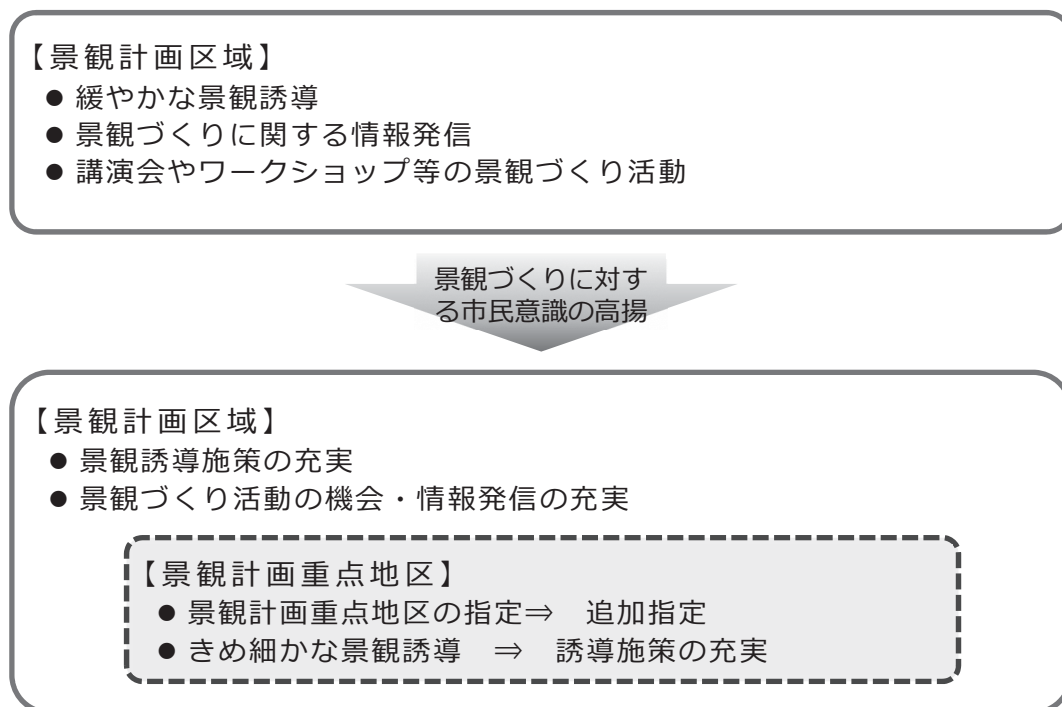 【景観計画区域】
● 緩やかな景観誘導
● 景観づくりに関する情報発信
● 講演会やワークショップ等の景観づくり活動
景観づくりに対す
る市民意識の高揚
【景観計画区域】
● 景観誘導施策の充実
● 景観づくり活動の機会・情報発信の充実
【景観計画重点地区】
● 景観計画重点地区の指定⇒ 追加指定
● きめ細かな景観誘導 ⇒ 誘導施策の充実